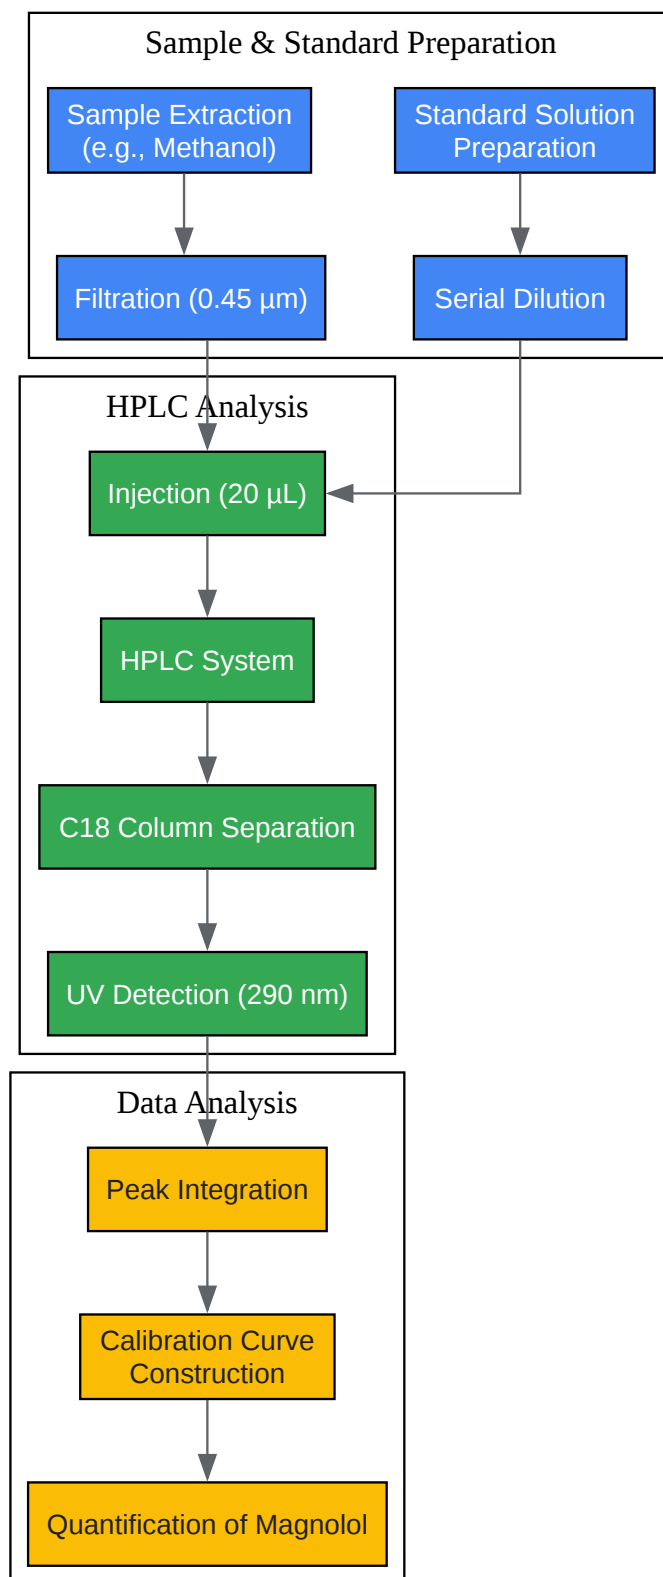 Sample & Standard Preparation
Sample Extraction
(e.g., Methanol)
Standard Solution
Preparation
Filtration (0.45 µm)
Serial Dilution
HPLC Analysis
Injection (20 µL)
HPLC System
C18 Column Separation
UV Detection (290 nm)
Data Analysis
Peak Integration
Calibration Curve
Construction
Quantification of Magnolol